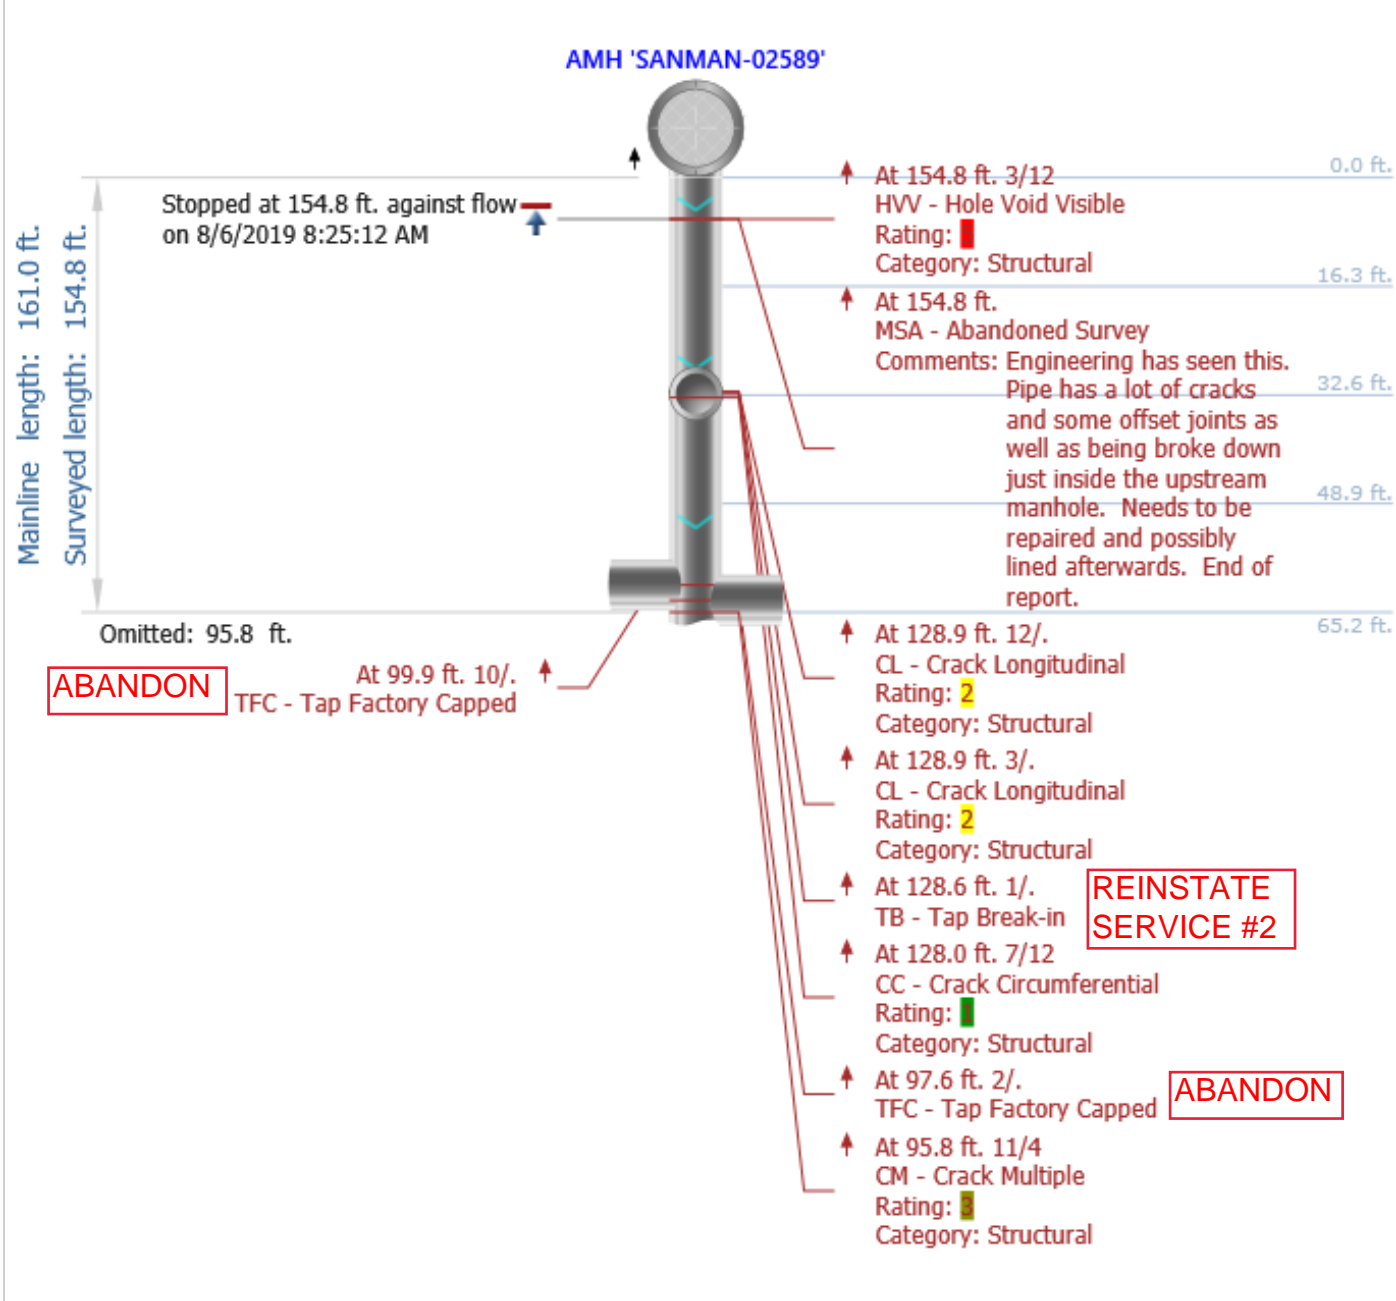 AMH 'SANMAN-02589'
Mainline length: 161.0 ft.
Surveyed length: 154.8 ft.
Stopped at 154.8 ft. against flow
on 8/6/2019 8:25:12 AM
0.0 ft.
16.3 ft.
32.6 ft.
48.9 ft.
65.2 ft.
At 154.8 ft. 3/12
HVV - Hole Void Visible
Rating:
Category: Structural
At 154.8 ft.
MSA - Abandoned Survey
Comments: Engineering has seen this.
Pipe has a lot of cracks
and some offset joints as
well as being broke down
just inside the upstream
manhole. Needs to be
repaired and possibly
lined afterwards. End of
report.
Omitted: 95.8 ft.
ABANDON
At 99.9 ft. 10/.
TFC - Tap Factory Capped
At 128.9 ft. 12/.
CL - Crack Longitudinal
Rating: 2
Category: Structural
At 128.9 ft. 3/.
CL - Crack Longitudinal
Rating: 2
Category: Structural
At 128.6 ft. 1/.
TB - Tap Break-in
REINSTATE
SERVICE #2
At 128.0 ft. 7/12
CC - Crack Circumferential
Rating: 1
Category: Structural
At 97.6 ft. 2/.
TFC - Tap Factory Capped
ABANDON
At 95.8 ft. 11/4
CM - Crack Multiple
Rating: 3
Category: Structural